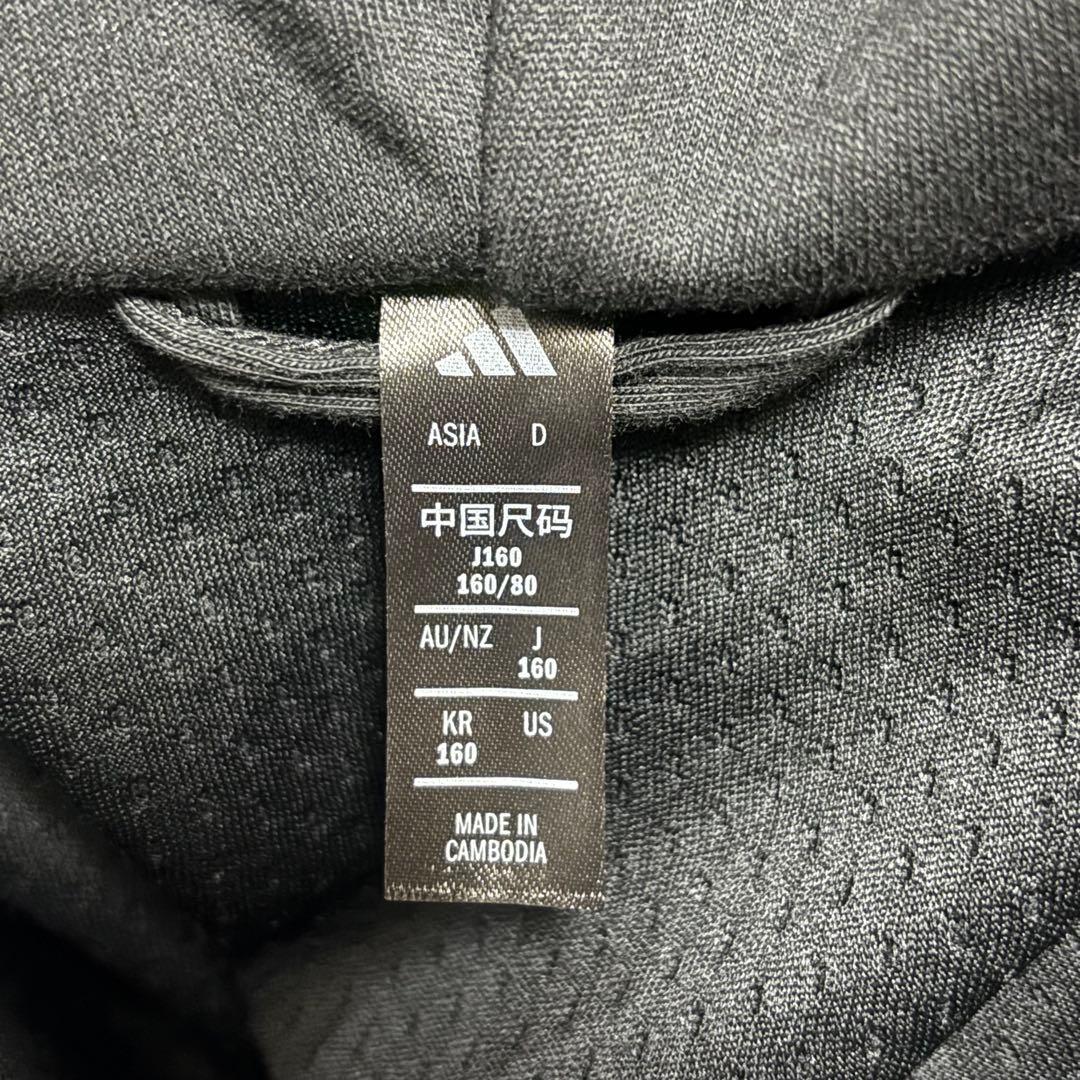 ASIA D
中国尺码
J160
160/80
AU/NZ J
160
KR US
160
MADE IN
CAMBODIA